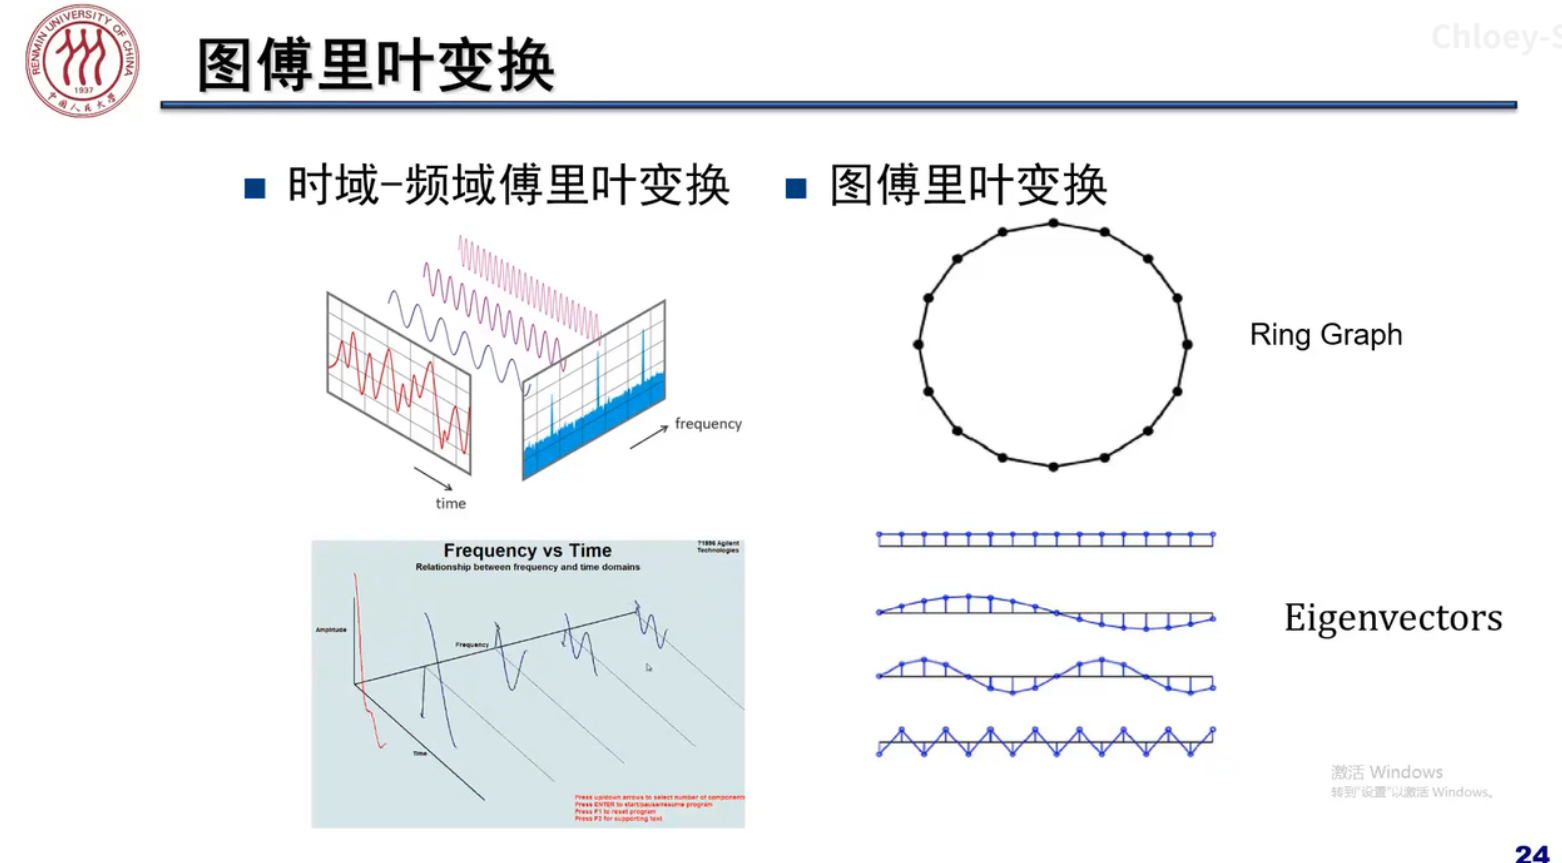 RENMIN UNIVERSITY OF CHINA
1937
中国人民大学
图傅里叶变换
Chloey-S
■ 时域-频域傅里叶变换
time
frequency
Frequency vs Time
Relationship between frequency and time domains
?1996 Agilent
Technologies
Amplitude
Frequency
Time
Press up/down arrows to select number of components
Press ENTER to start/pause/resume program
Press F1 to reset program
Press F2 for supporting text
■ 图傅里叶变换
Ring Graph
Eigenvectors
激活 Windows
转到"设置"以激活 Windows。
24